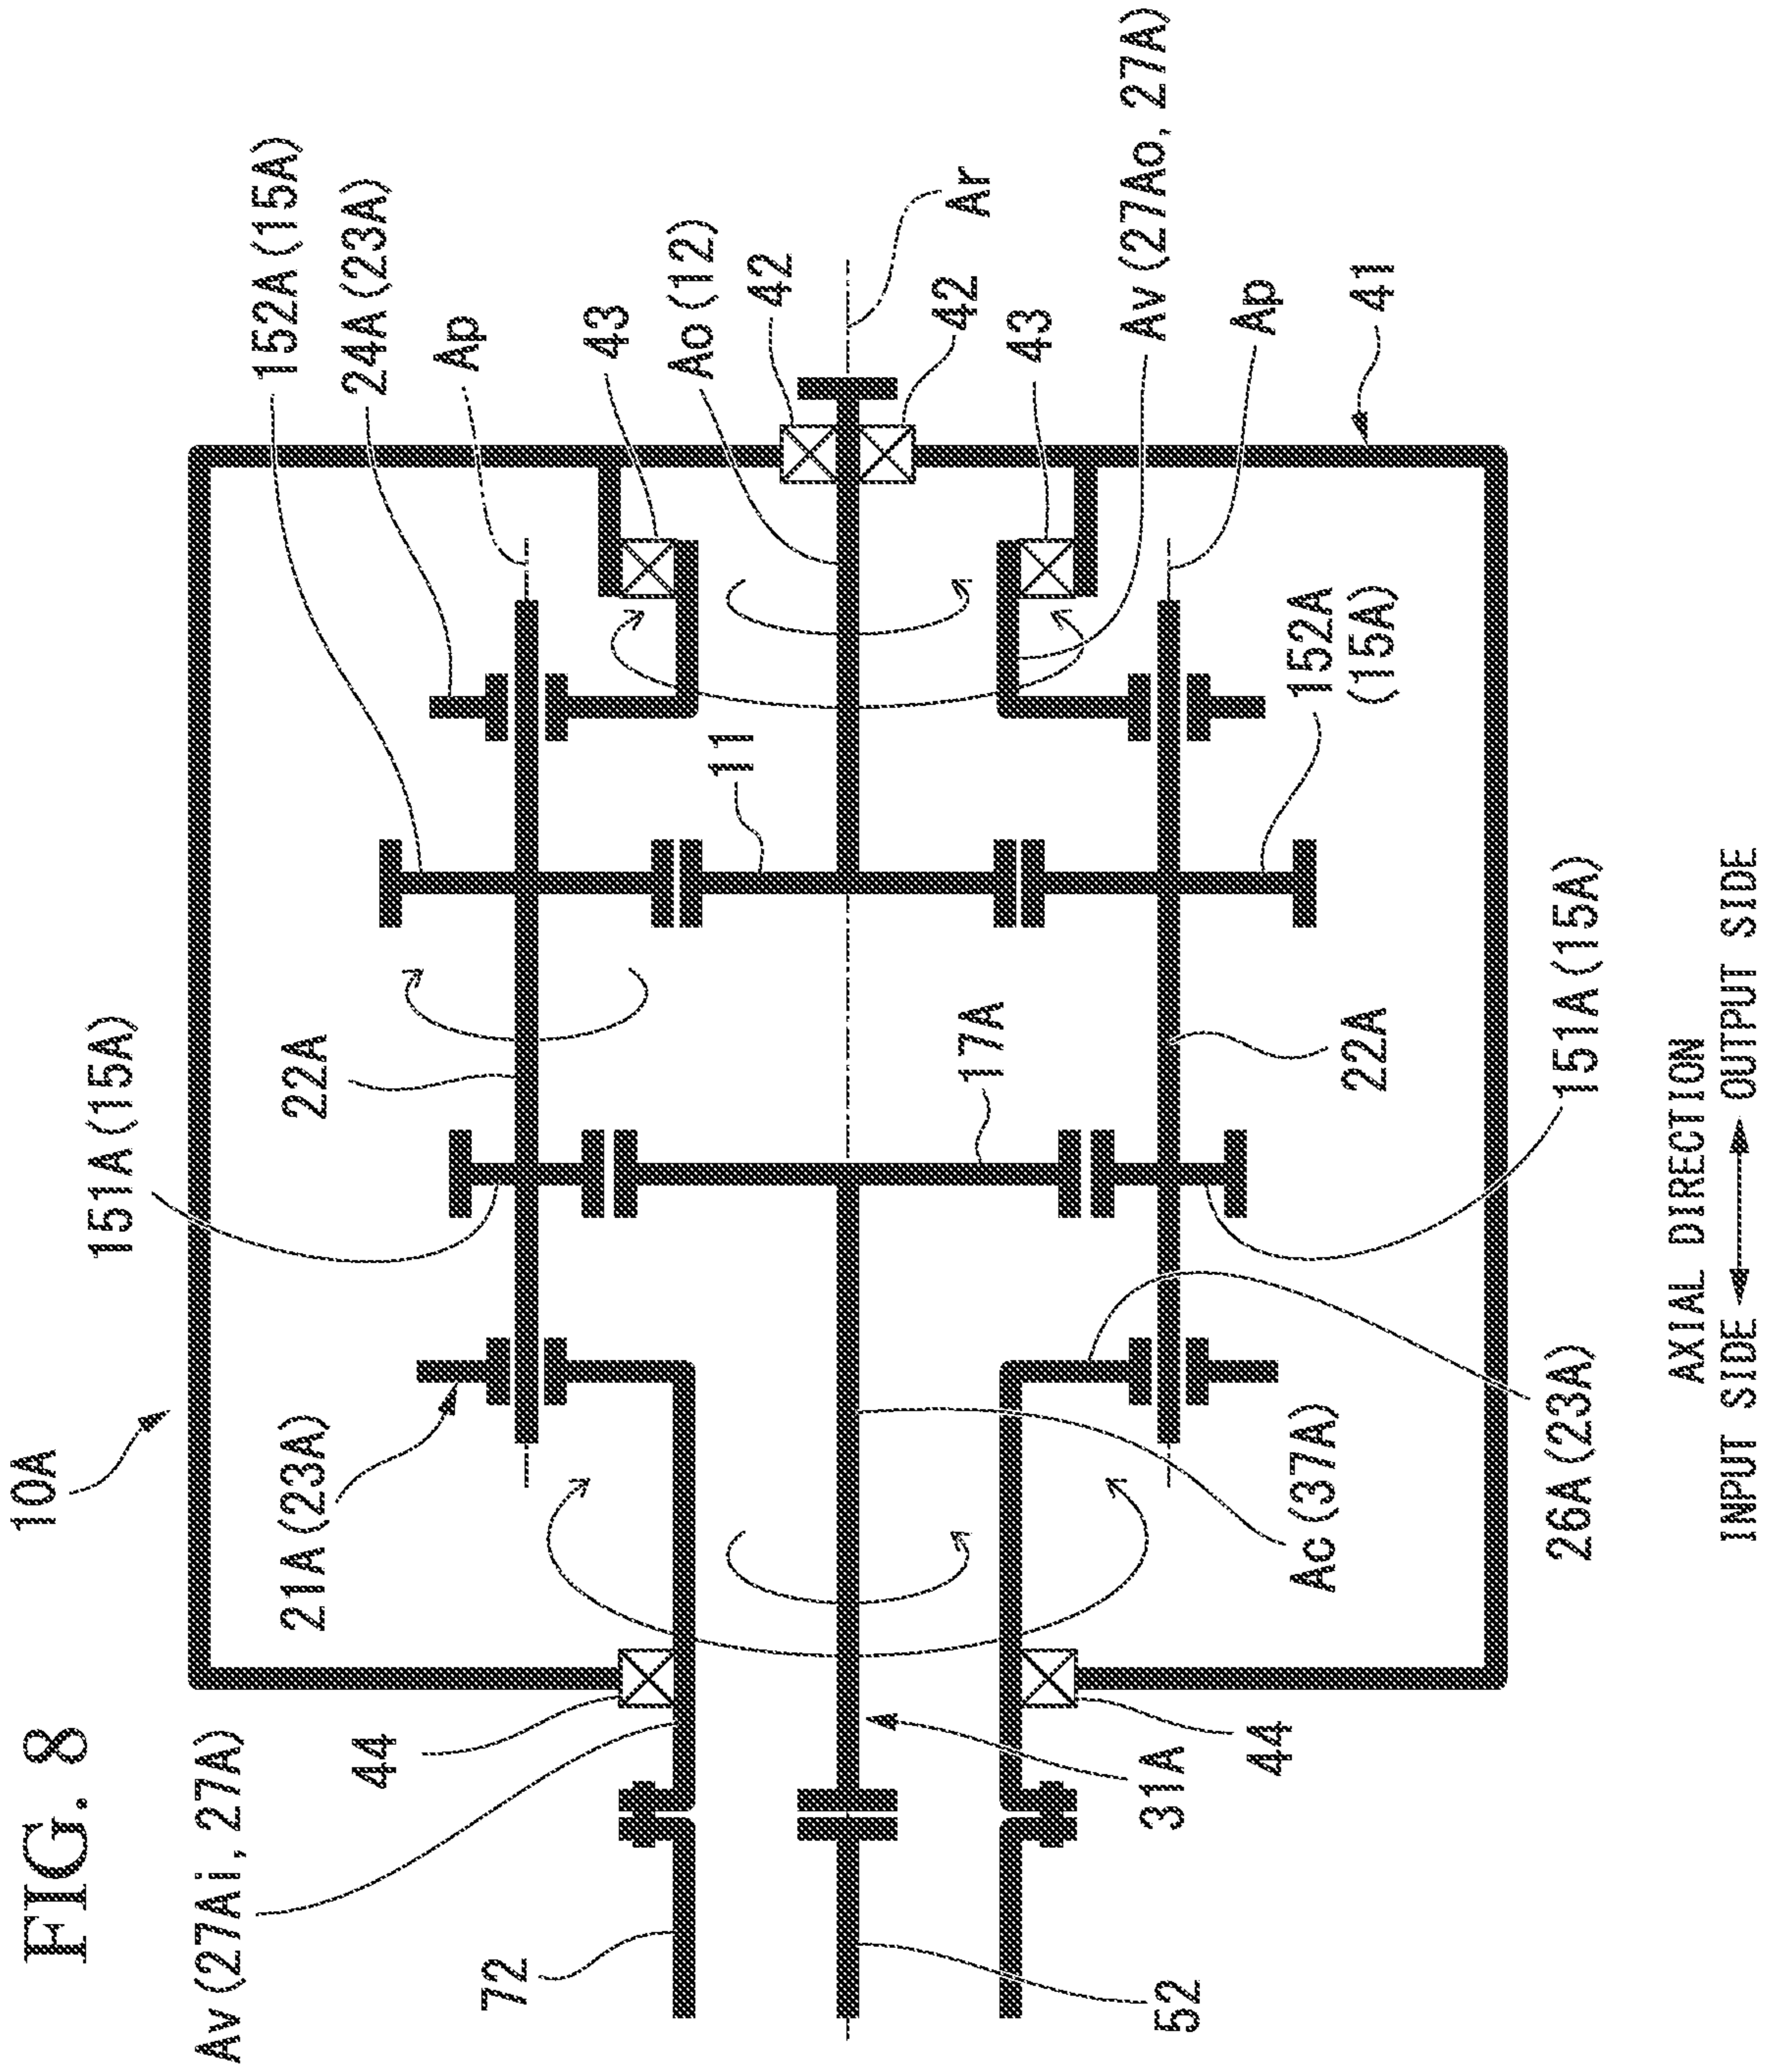 FIG. 8
10A
Av(27Ai, 27A)
151A(15A)
152A(15A)
21A(23A)
22A
24A(23A)
44
Ap
72
43
Ao(12)
11
42
17A
Ar
42
43
31A
52
Av(27Ao, 27A)
Ap
44
Ac(37A)
22A
152A
(15A)
41
26A(23A)
151A(15A)
AXIAL DIRECTION
INPUT SIDE OUTPUT SIDE